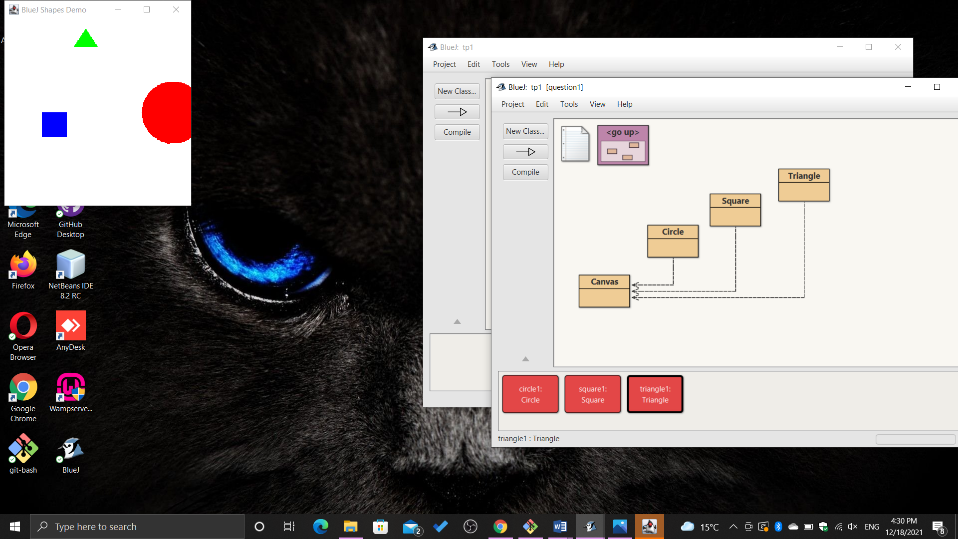 BlueJ Shapes Demo
BlueJ: tp1
Project Edit Tools View Help
New Class...
Compile
BlueJ: tp1 [question1]
Project Edit Tools View Help
New Class...
Compile
<go up>
Triangle
Square
Circle
Canvas
circle1:
Circle
square1:
Square
triangle1:
Triangle
triangle1 : Triangle
Microsoft
Edge
GitHub
Desktop
Firefox
NetBeans IDE
8.2 RC
Opera
Browser
AnyDesk
Google
Chrome
Wampserve...
git-bash
BlueJ
Type here to search
2
15°C
ENG
4:30 PM
12/18/2021
8